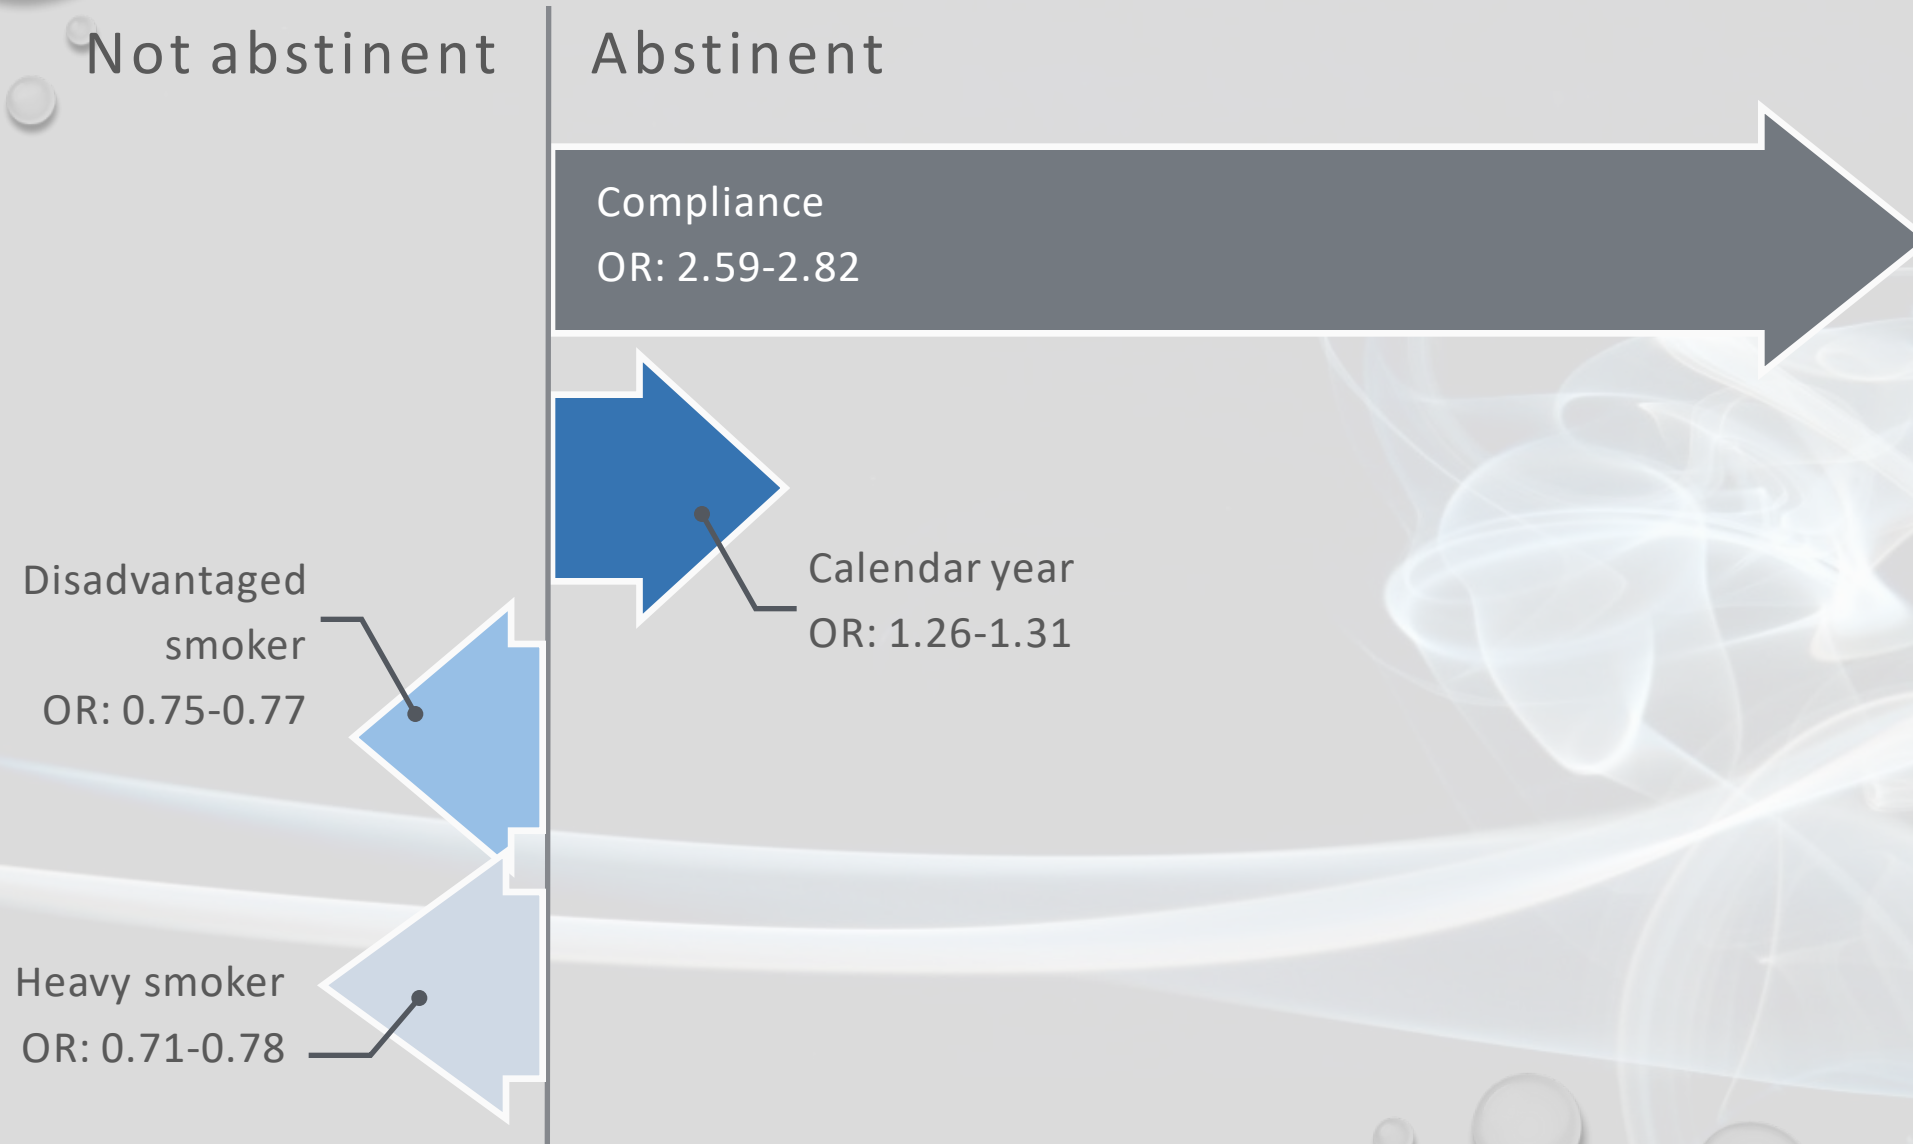 Not abstinent
Abstinent
Compliance
OR: 2.59-2.82
Calendar year
OR: 1.26-1.31
Disadvantaged
smoker
OR: 0.75-0.77
Heavy smoker
OR: 0.71-0.78